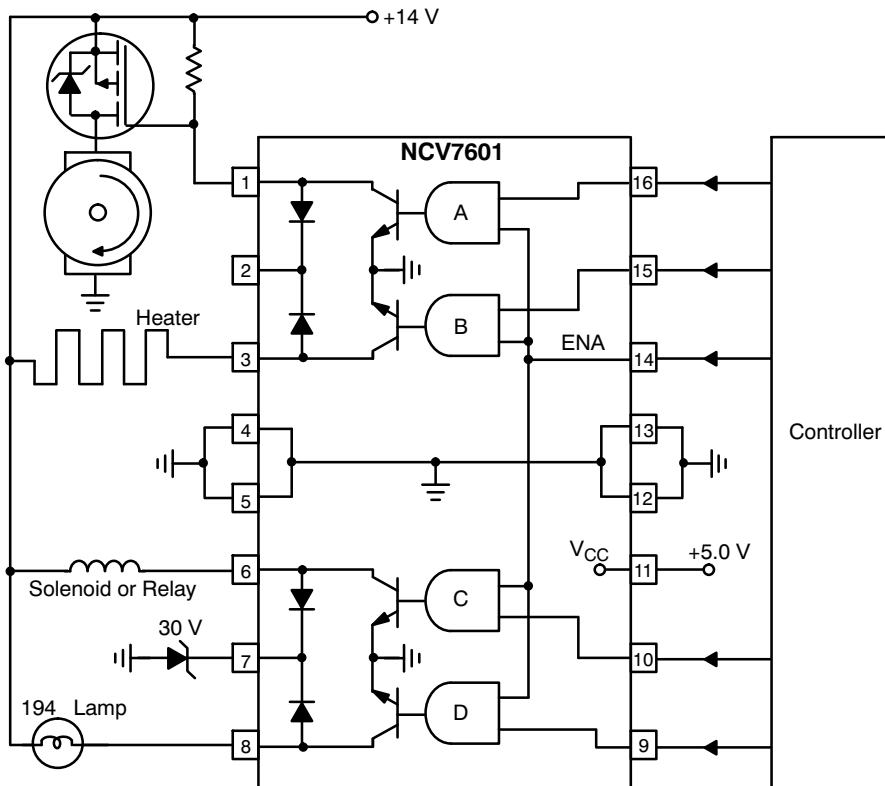 +14 V
NCV7601
1
A
16
2
15
Heater
B
ENA
3
14
4
13
Controller
5
12
VCC
+5.0 V
6
11
Solenoid or Relay
C
30 V
7
10
194 Lamp
D
8
9